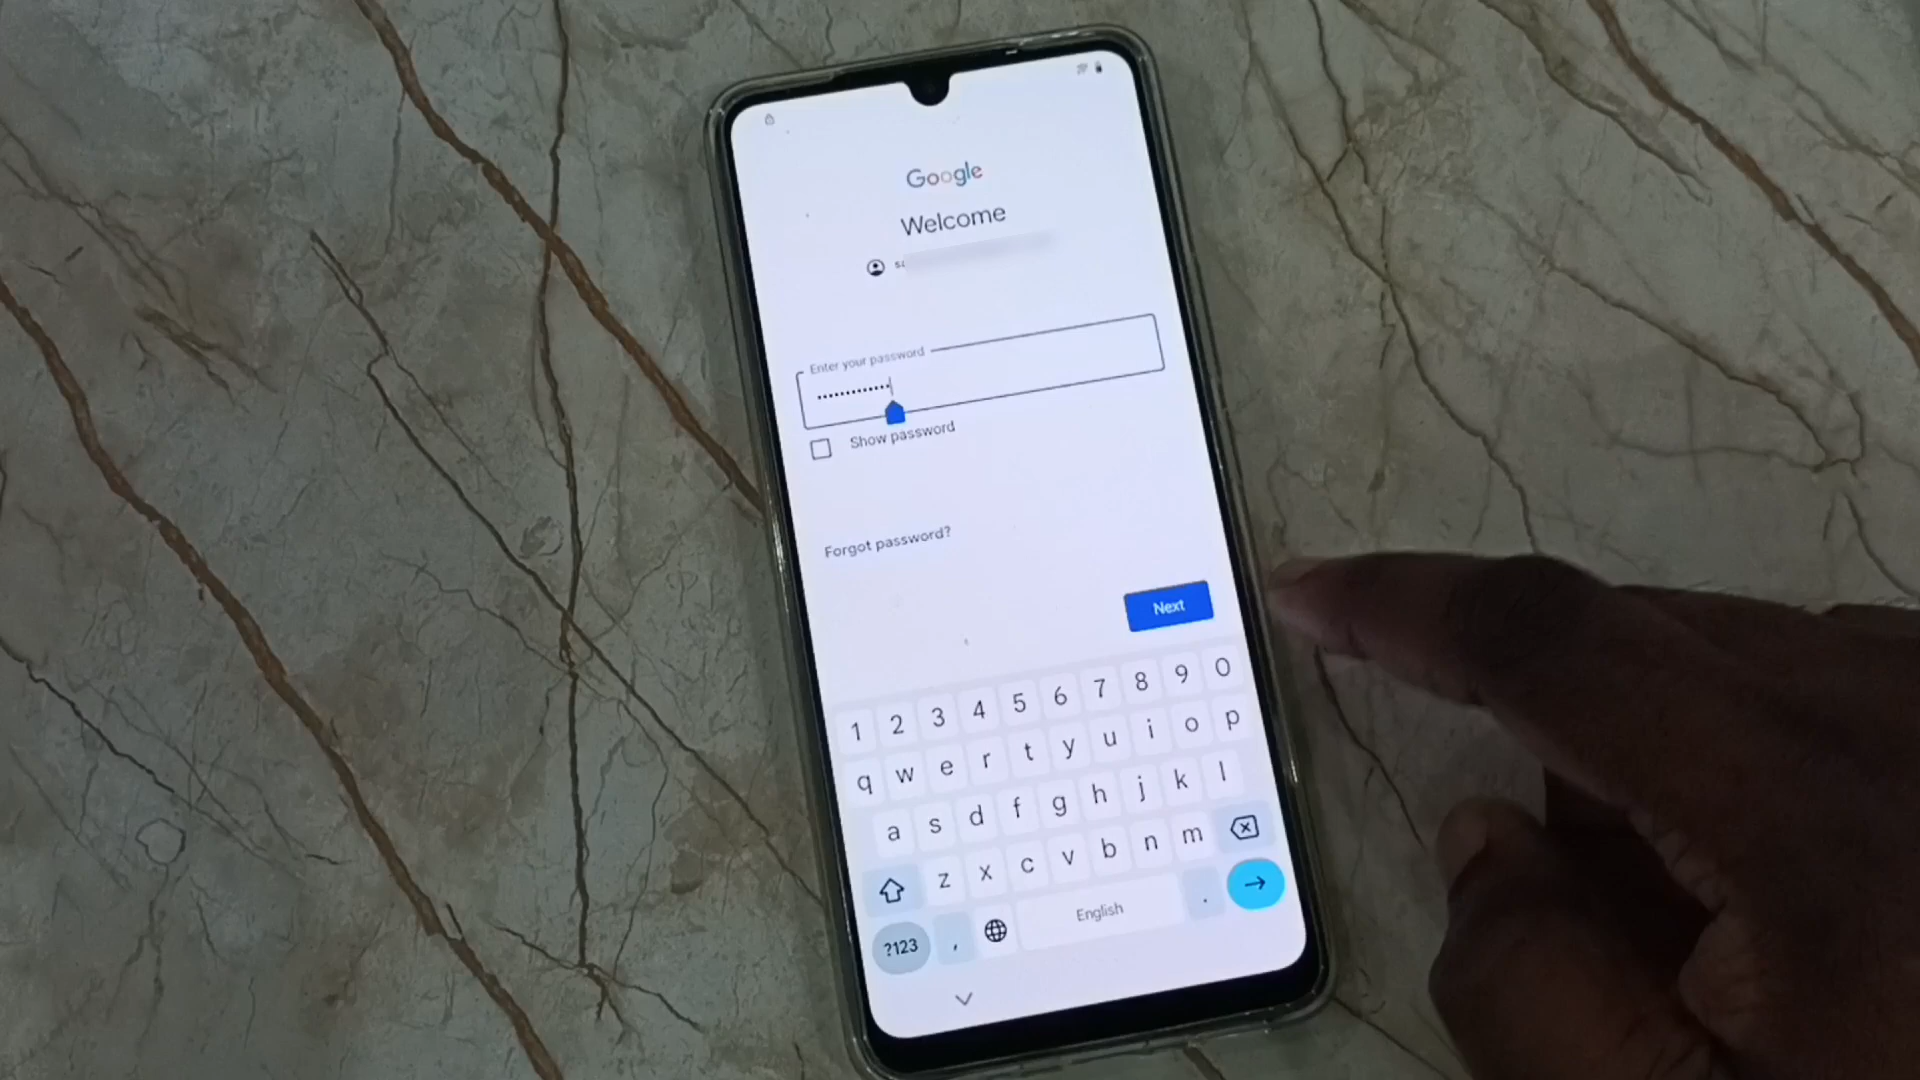 Google
Welcome
Enter your password
Show password
Forgot password?
Next
1 2 3 4 5 6 7 8 9 0
q w e r t y u i o p
a s d f g h j k l
z x c v b n m
?123 , English .